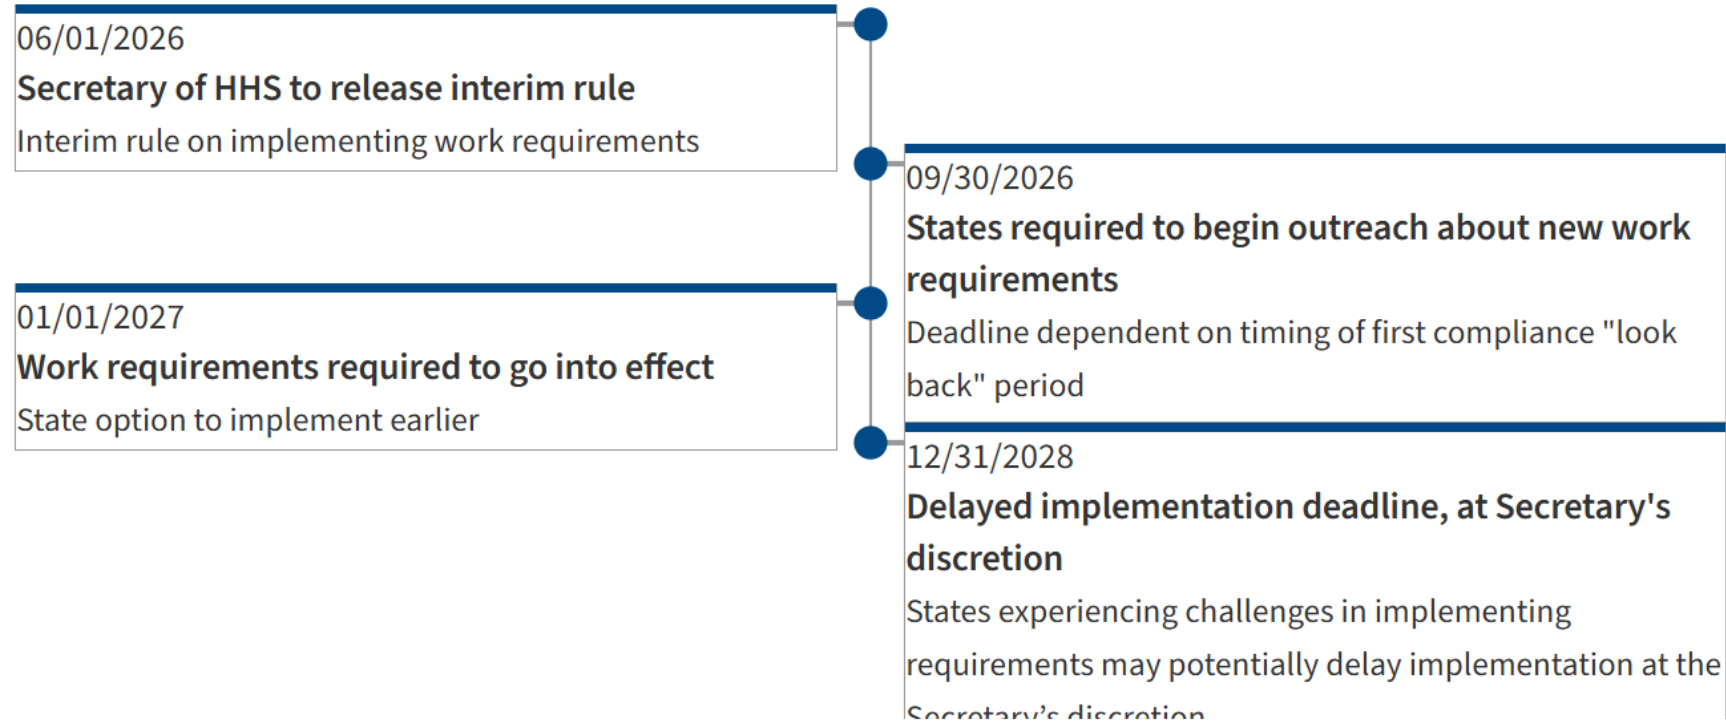 06/01/2026
Secretary of HHS to release interim rule
Interim rule on implementing work requirements
09/30/2026
States required to begin outreach about new work
requirements
Deadline dependent on timing of first compliance "look
back" period
01/01/2027
Work requirements required to go into effect
State option to implement earlier
12/31/2028
Delayed implementation deadline, at Secretary's
discretion
States experiencing challenges in implementing
requirements may potentially delay implementation at the
Secretary’s discretion